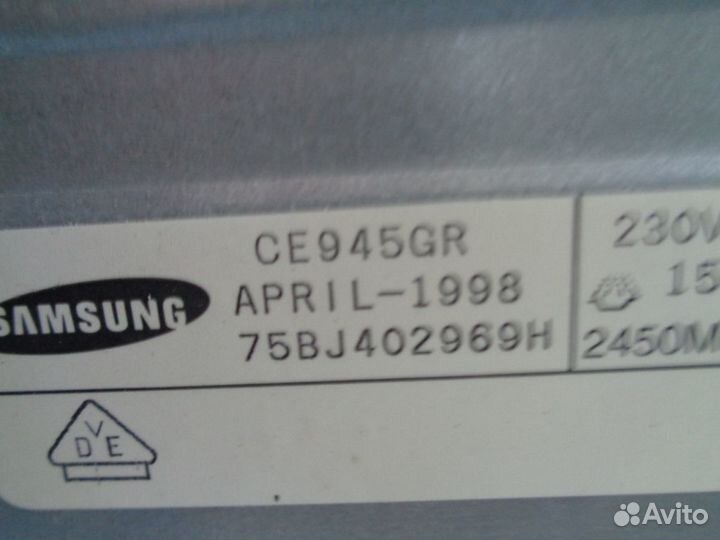 CE945GR
230V
SAMSUNG
APRIL-1998
15
75BJ402969H
2450M
VDE
Avito